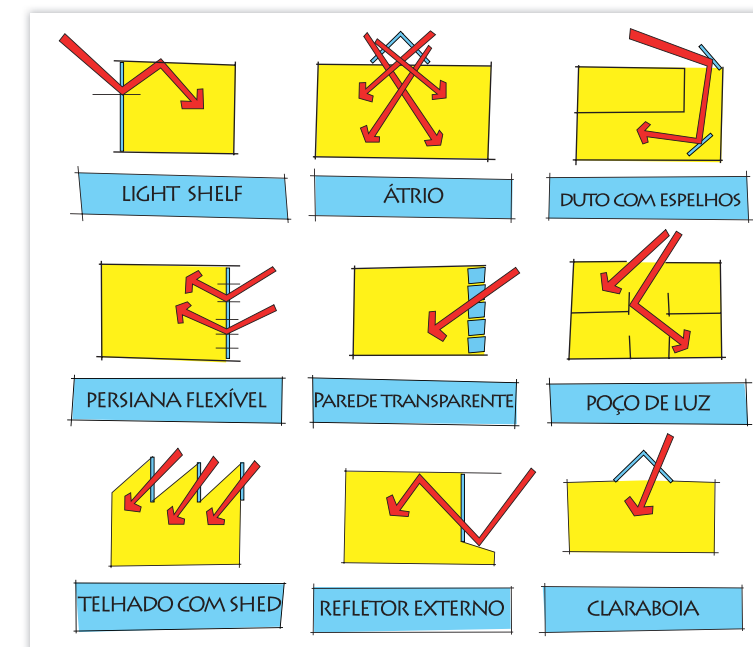 LIGHT SHELF
ÁTRIO
DUTO COM ESPELHOS
PERSIANA FLEXÍVEL
PAREDE TRANSPARENTE
POÇO DE LUZ
TELHADO COM SHED
REFLETOR EXTERNO
CLARABOIA